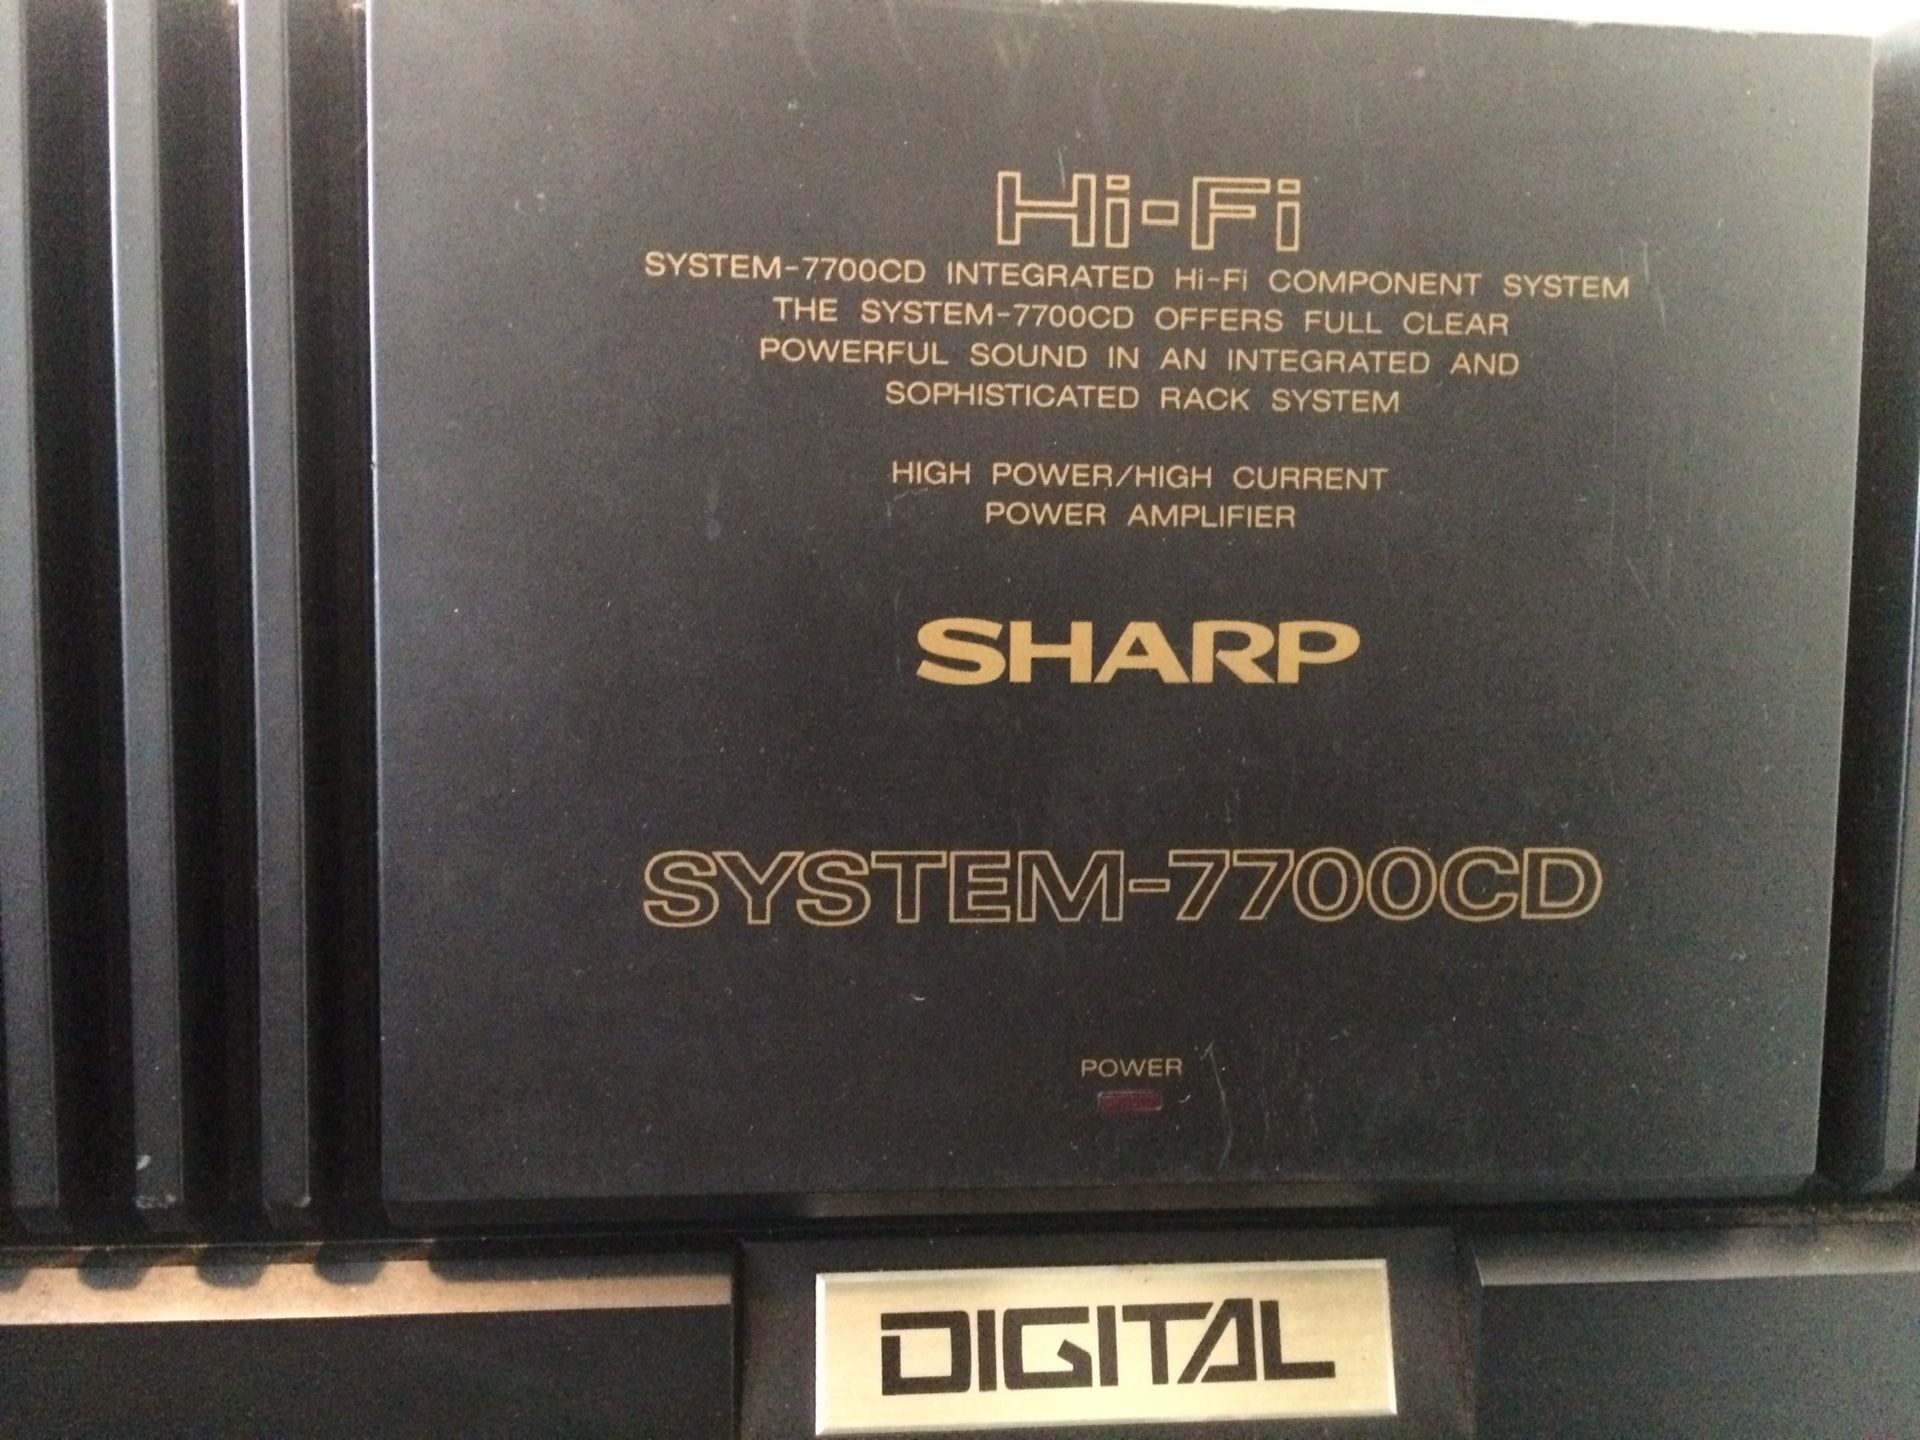 Hi-Fi
SYSTEM-7700CD INTEGRATED Hi-Fi COMPONENT SYSTEM
THE SYSTEM-7700CD OFFERS FULL CLEAR
POWERFUL SOUND IN AN INTEGRATED AND
SOPHISTICATED RACK SYSTEM
HIGH POWER/HIGH CURRENT
POWER AMPLIFIER
SHARP
SYSTEM-7700CD
POWER
DIGITAL